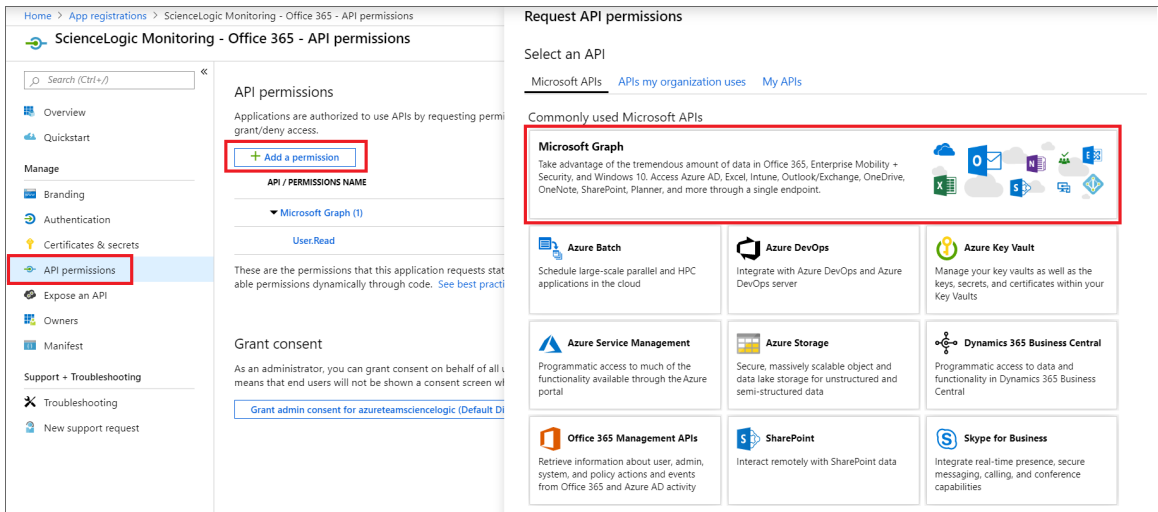 Home > App registrations > ScienceLogic Monitoring - Office 365 - API permissions
ScienceLogic Monitoring - Office 365 - API permissions
Search (Ctrl+/)
«
Overview
Quickstart
Manage
Branding
Authentication
Certificates & secrets
API permissions
Expose an API
Owners
Manifest
Support + Troubleshooting
Troubleshooting
New support request
API permissions
Applications are authorized to use APIs by requesting permi
grant/deny access.
+ Add a permission
API / PERMISSIONS NAME
Microsoft Graph (1)
User.Read
These are the permissions that this application requests stat
able permissions dynamically through code. See best practi
Grant consent
As an administrator, you can grant consent on behalf of all u
means that end users will not be shown a consent screen wh
Grant admin consent for azureteamsciencelogic (Default Di
Request API permissions
Select an API
Microsoft APIs APIs my organization uses My APIs
Commonly used Microsoft APIs
Microsoft Graph
Take advantage of the tremendous amount of data in Office 365, Enterprise Mobility +
Security, and Windows 10. Access Azure AD, Excel, Intune, Outlook/Exchange, OneDrive,
OneNote, SharePoint, Planner, and more through a single endpoint.
Azure Batch
Schedule large-scale parallel and HPC
applications in the cloud
Azure DevOps
Integrate with Azure DevOps and Azure
DevOps server
Azure Key Vault
Manage your key vaults as well as the
keys, secrets, and certificates within your
Key Vaults
Azure Service Management
Programmatic access to much of the
functionality available through the Azure
portal
Azure Storage
Secure, massively scalable object and
data lake storage for unstructured and
semi-structured data
Dynamics 365 Business Central
Programmatic access to data and
functionality in Dynamics 365 Business
Central
Office 365 Management APIs
Retrieve information about user, admin,
system, and policy actions and events
from Office 365 and Azure AD activity
SharePoint
Interact remotely with SharePoint data
Skype for Business
Integrate real-time presence, secure
messaging, calling, and conference
capabilities